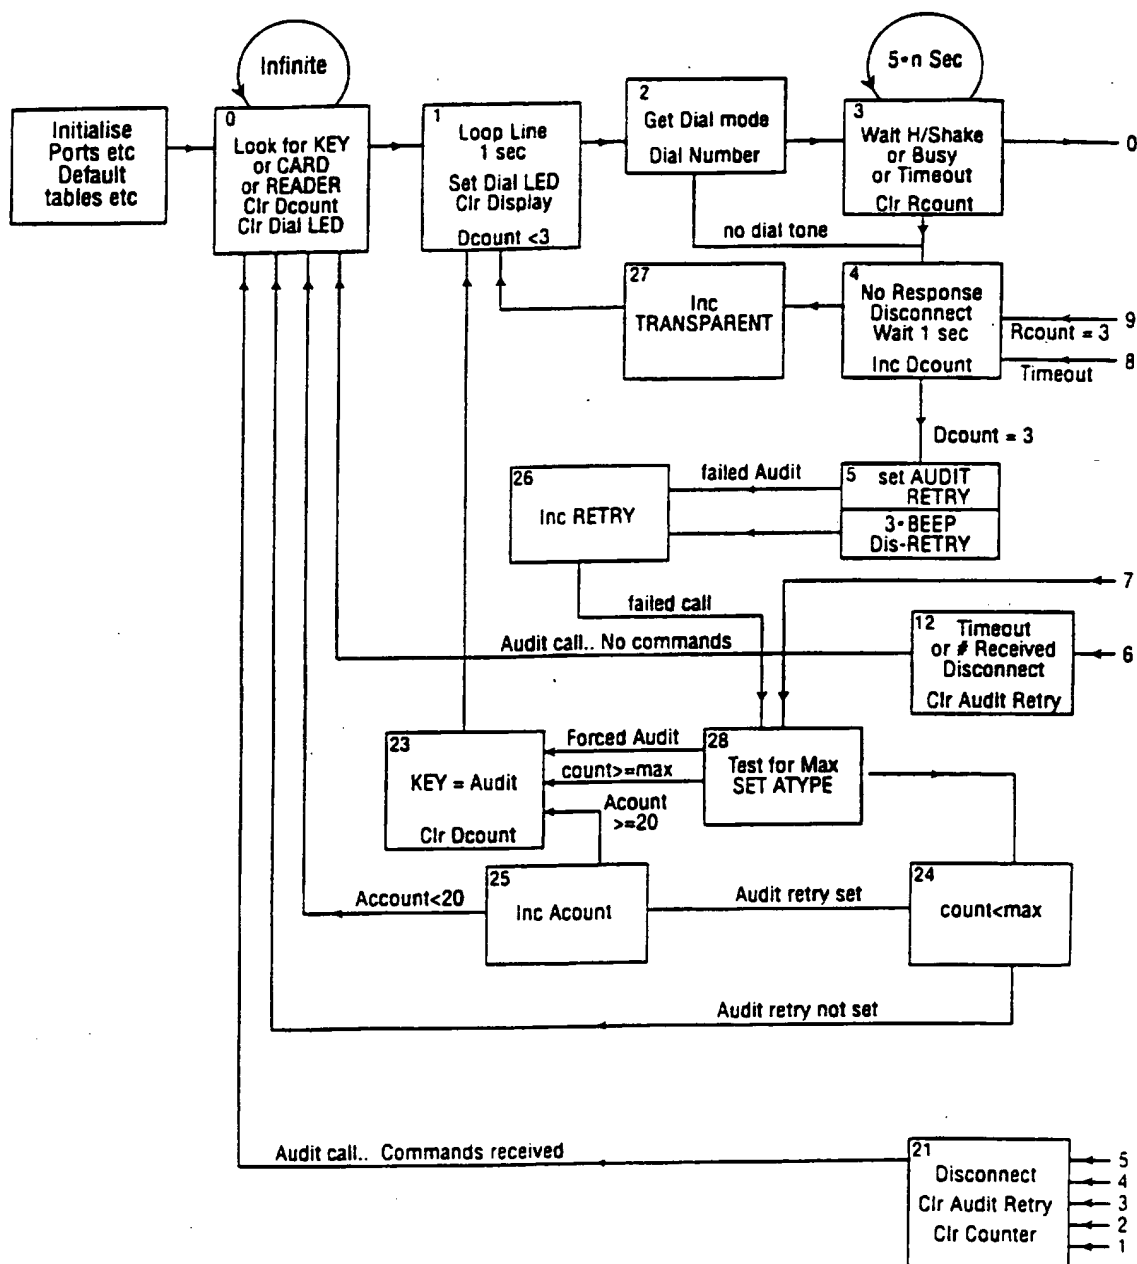 Infinite
5•n Sec
Initialise
Ports etc
Default
tables etc
0
Look for KEY
or CARD
or READER
Clr Dcount
Clr Dial LED
1
Loop Line
1 sec
Set Dial LED
Clr Display
Dcount <3
2
Get Dial mode
Dial Number
3
Wait H/Shake
or Busy
or Timeout
Clr Rcount
0
no dial tone
27
Inc
TRANSPARENT
4
No Response
Disconnect
Wait 1 sec
Inc Dcount
9
Rcount = 3
8
Timeout
Dcount = 3
26
Inc RETRY
failed Audit
5
set AUDIT
RETRY
3•BEEP
Dis-RETRY
7
failed call
Audit call.. No commands
12
Timeout
or # Received
Disconnect
Clr Audit Retry
6
23
KEY = Audit
Clr Dcount
Forced Audit
count>=max
Acount
>=20
28
Test for Max
SET ATYPE
Account<20
25
Inc Acount
Audit retry set
24
count<max
Audit retry not set
Audit call.. Commands received
21
Disconnect
Clr Audit Retry
Clr Counter
5
4
3
2
1